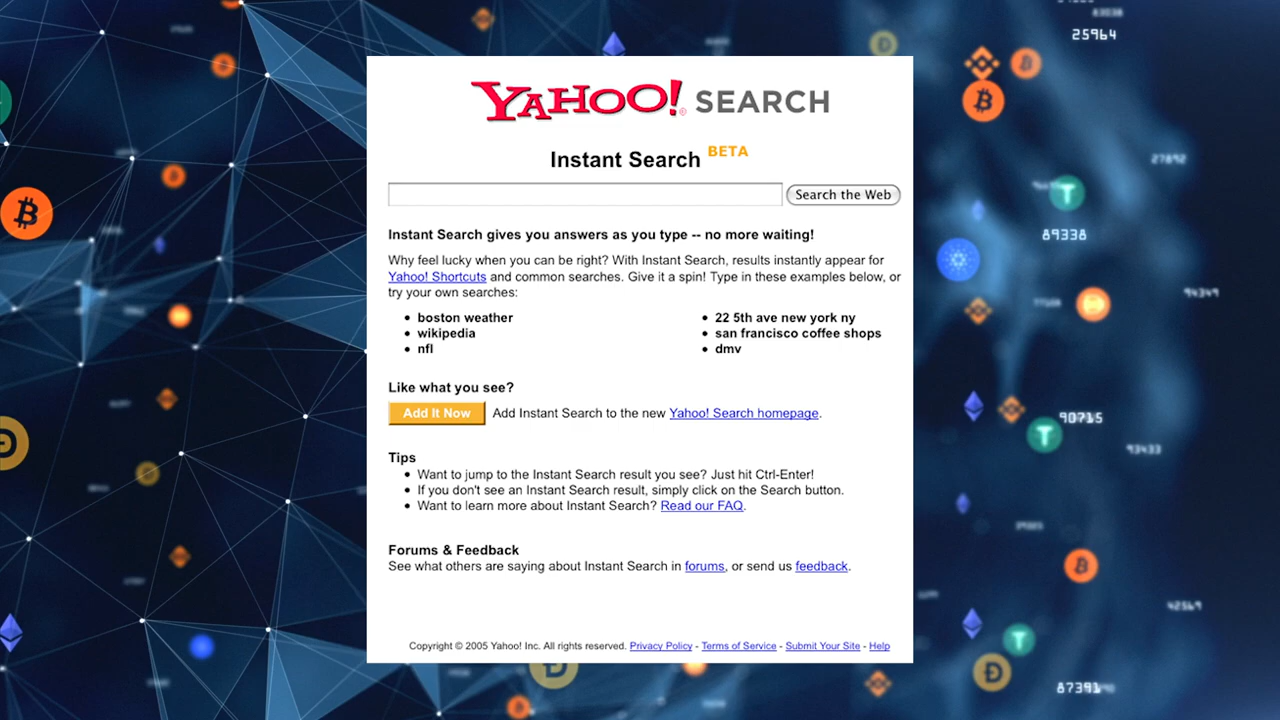 25964
YAHOO! SEARCH
Instant Search BETA
Search the Web
Instant Search gives you answers as you type -- no more waiting!
Why feel lucky when you can be right? With Instant Search, results instantly appear for
Yahoo! Shortcuts and common searches. Give it a spin! Type in these examples below, or
try your own searches:
• boston weather
• wikipedia
• nfl
• 22 5th ave new york ny
• san francisco coffee shops
• dmv
Like what you see?
Add It Now Add Instant Search to the new Yahoo! Search homepage.
Tips
• Want to jump to the Instant Search result you see? Just hit Ctrl-Enter!
• If you don't see an Instant Search result, simply click on the Search button.
• Want to learn more about Instant Search? Read our FAQ.
Forums & Feedback
See what others are saying about Instant Search in forums, or send us feedback.
Copyright © 2005 Yahoo! Inc. All rights reserved. Privacy Policy - Terms of Service - Submit Your Site - Help
27892
89338
94347
90715
93433
42567
87391